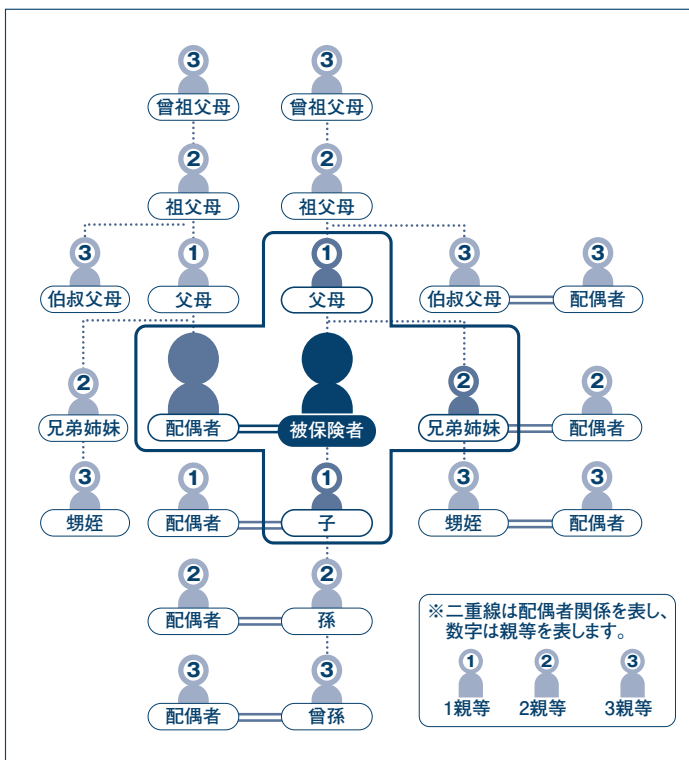 3 3
曾祖父母 曾祖父母
2 2
祖父母 祖父母
3 1 1 3 3
伯叔父母 父母 父母 伯叔父母 配偶者
2 2 2
兄弟姉妹 配偶者 被保険者 兄弟姉妹 配偶者
3 1 1 3 3
甥姪 配偶者 子 甥姪 配偶者
2 2
配偶者 孫
3 3
配偶者 曾孫
※二重線は配偶者関係を表し、
数字は親等を表します。
1 2 3
1親等 2親等 3親等